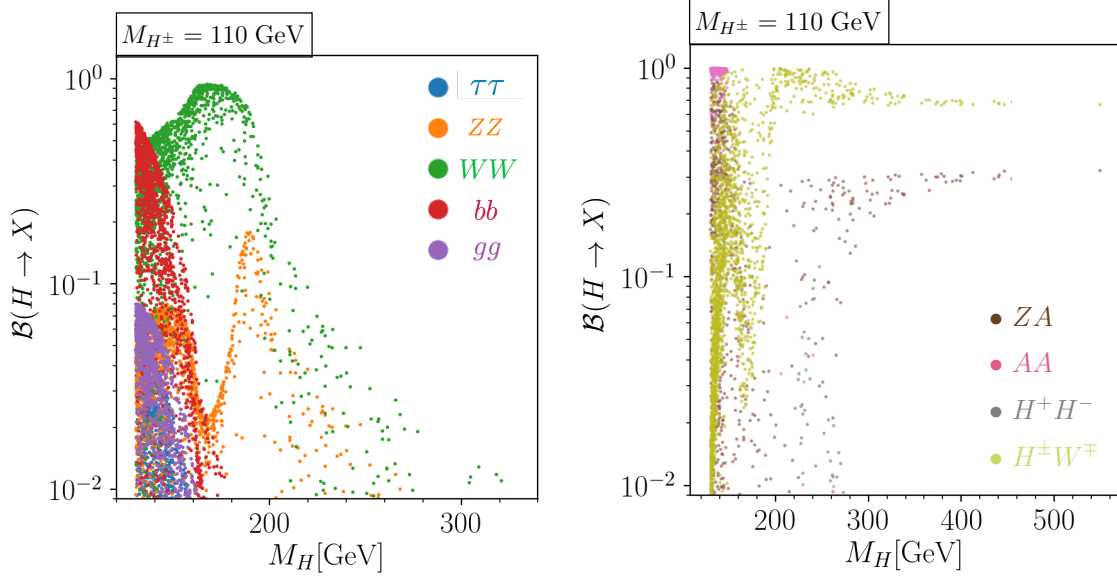 M_{H^±} = 110 GeV
B(H → X)
10^0
10^{-1}
10^{-2}
ττ
ZZ
WW
bb
gg
200
300
M_H[GeV]
M_{H^±} = 110 GeV
B(H → X)
10^0
10^{-1}
10^{-2}
ZA
AA
H^+H^-
H^±W^∓
200
300
400
500
M_H[GeV]